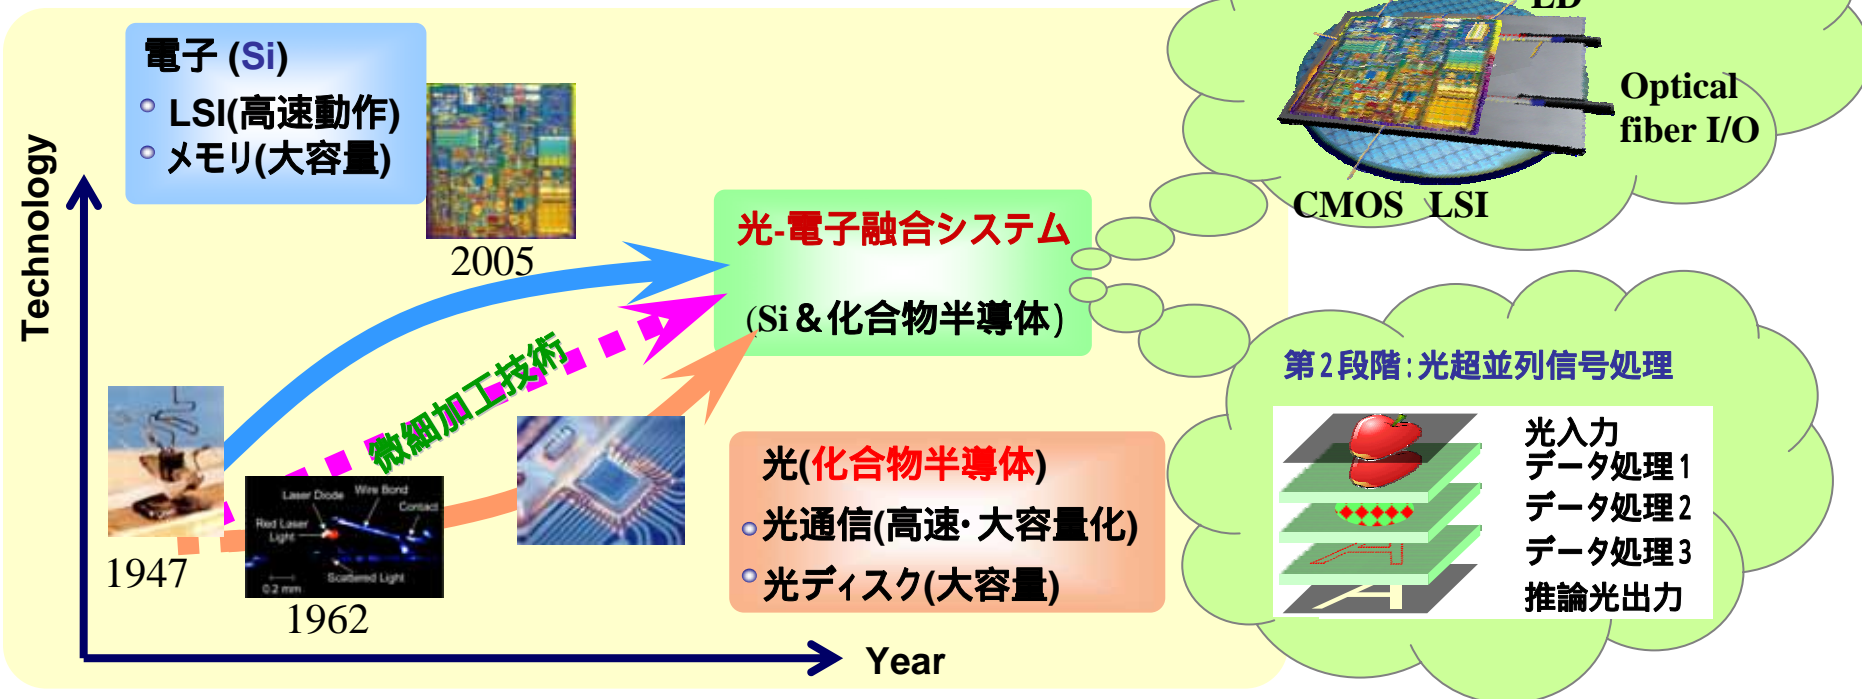 電子 (Si)
LSI(高速動作)
メモリ(大容量)
2005
Technology
光-電子融合システム
(Si＆化合物半導体)
微細加工技術
1947
Laser Diode
Wire Bond
Contact
Red Laser
Light
Scattered Light
0.2 mm
1962
光(化合物半導体)
光通信(高速・大容量化)
光ディスク(大容量)
Year
Optical
fiber I/O
CMOS LSI
第2段階:光超並列信号処理
光入力
データ処理1
データ処理2
データ処理3
推論光出力